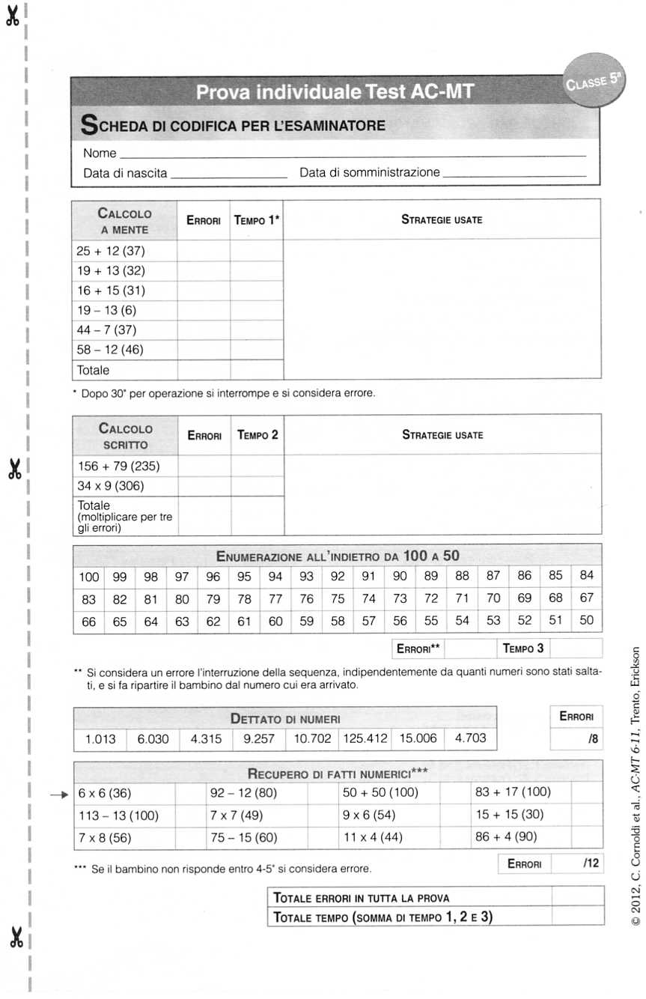 CLASSE 5ª
Prova individuale Test AC-MT
SCHEDA DI CODIFICA PER L'ESAMINATORE
Nome
Data di nascita Data di somministrazione
CALCOLO A MENTE ERRORI TEMPO 1* STRATEGIE USATE
25 + 12 (37)
19 + 13 (32)
16 + 15 (31)
19 – 13 (6)
44 – 7 (37)
58 – 12 (46)
Totale
* Dopo 30" per operazione si interrompe e si considera errore.
CALCOLO SCRITTO ERRORI TEMPO 2 STRATEGIE USATE
156 + 79 (235)
34 x 9 (306)
Totale
(moltiplicare per tre
gli errori)
ENUMERAZIONE ALL'INDIETRO DA 100 A 50
100 99 98 97 96 95 94 93 92 91 90 89 88 87 86 85 84
83 82 81 80 79 78 77 76 75 74 73 72 71 70 69 68 67
66 65 64 63 62 61 60 59 58 57 56 55 54 53 52 51 50
ERRORI** TEMPO 3
** Si considera un errore l'interruzione della sequenza, indipendentemente da quanti numeri sono stati salta-
ti, e si fa ripartire il bambino dal numero cui era arrivato.
DETTATO DI NUMERI ERRORI
1.013 6.030 4.315 9.257 10.702 125.412 15.006 4.703 /8
RECUPERO DI FATTI NUMERICI***
→ 6 x 6 (36) 92 – 12 (80) 50 + 50 (100) 83 + 17 (100)
113 – 13 (100) 7 x 7 (49) 9 x 6 (54) 15 + 15 (30)
7 x 8 (56) 75 – 15 (60) 11 x 4 (44) 86 + 4 (90)
*** Se il bambino non risponde entro 4-5" si considera errore. ERRORI /12
TOTALE ERRORI IN TUTTA LA PROVA
TOTALE TEMPO (SOMMA DI TEMPO 1, 2 E 3)
© 2012, C. Cornoldi et al., AC-MT 6-11, Trento, Erickson